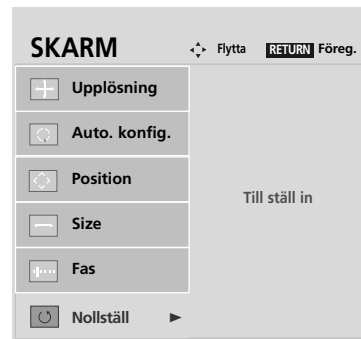 SKARM Flytta RETURN Föreg.
Upplösning
Auto. konfig.
Position
Till ställ in
Size
Fas
Nollställ